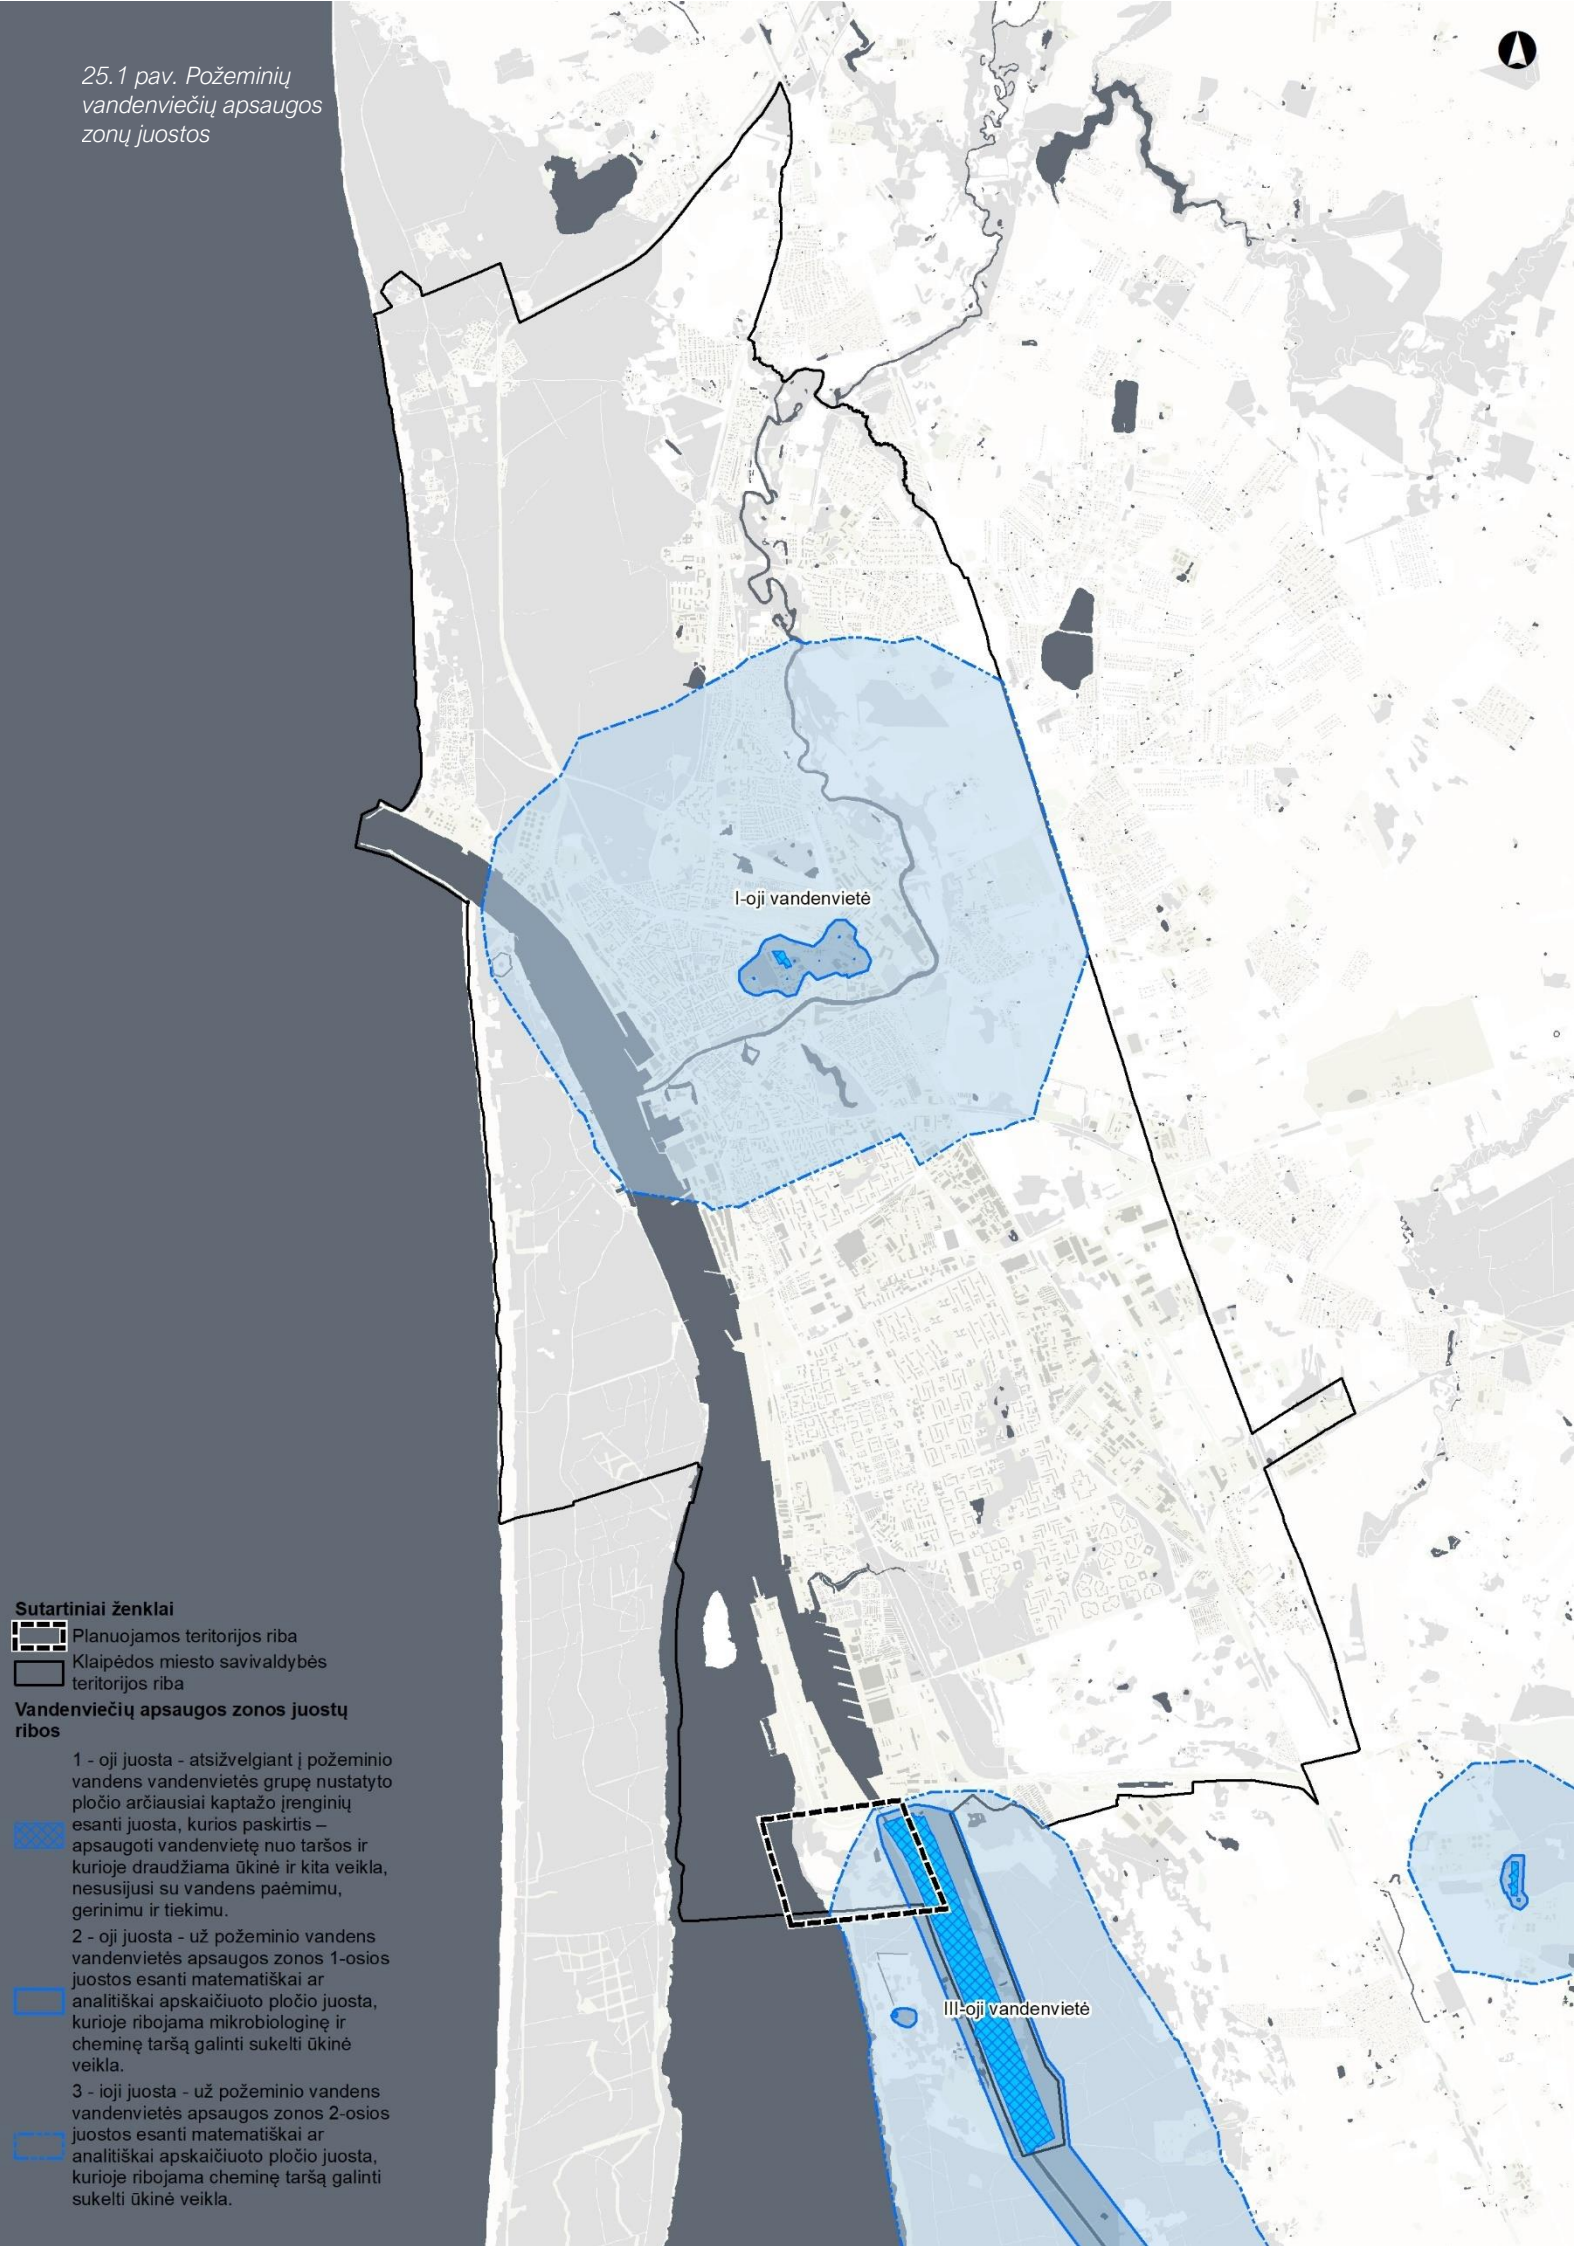 25.1 pav. Požeminių
vandenviečių apsaugos
zonų juostos
I-oji vandenvietė
III-oji vandenvietė
Sutartiniai ženklai
Planuojamos teritorijos riba
Klaipėdos miesto savivaldybės
teritorijos riba
Vandenviečių apsaugos zonos juostų
ribos
1 - oji juosta - atsižvelgiant į požeminio
vandens vandenvietės grupę nustatyto
pločio arčiausiai kaptažo įrenginių
esanti juosta, kurios paskirtis –
apsaugoti vandenvietę nuo taršos ir
kurioje draudžiama ūkinė ir kita veikla,
nesusijusi su vandens paėmimu,
gerinimu ir tiekimu.
2 - oji juosta - už požeminio vandens
vandenvietės apsaugos zonos 1-osios
juostos esanti matematiškai ar
analitiškai apskaičiuoto pločio juosta,
kurioje ribojama mikrobiologinę ir
cheminę taršą galinti sukelti ūkinė
veikla.
3 - ioji juosta - už požeminio vandens
vandenvietės apsaugos zonos 2-osios
juostos esanti matematiškai ar
analitiškai apskaičiuoto pločio juosta,
kurioje ribojama cheminę taršą galinti
sukelti ūkinė veikla.